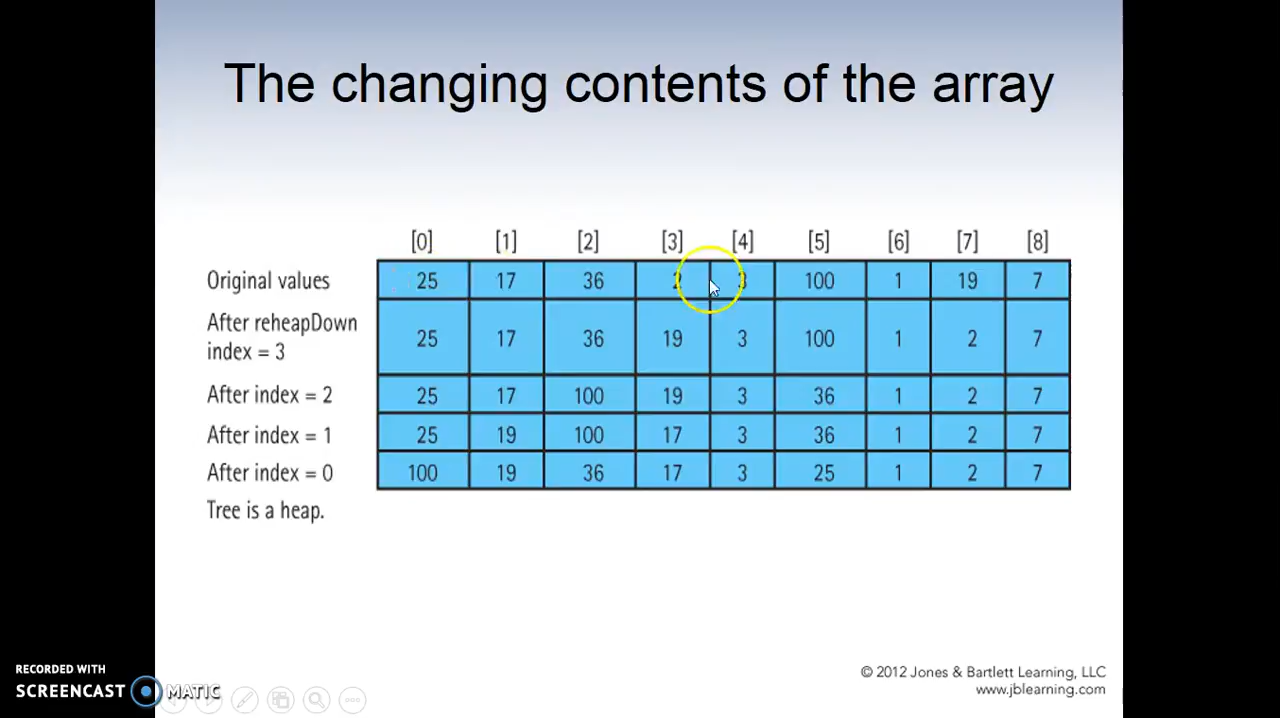 The changing contents of the array
[0] [1] [2] [3] [4] [5] [6] [7] [8]
Original values 25 17 36 2 3 100 1 19 7
After reheapDown
index = 3 25 17 36 19 3 100 1 2 7
After index = 2 25 17 100 19 3 36 1 2 7
After index = 1 25 19 100 17 3 36 1 2 7
After index = 0 100 19 36 17 3 25 1 2 7
Tree is a heap.
© 2012 Jones & Bartlett Learning, LLC
www.jblearning.com
RECORDED WITH
SCREENCAST MATIC